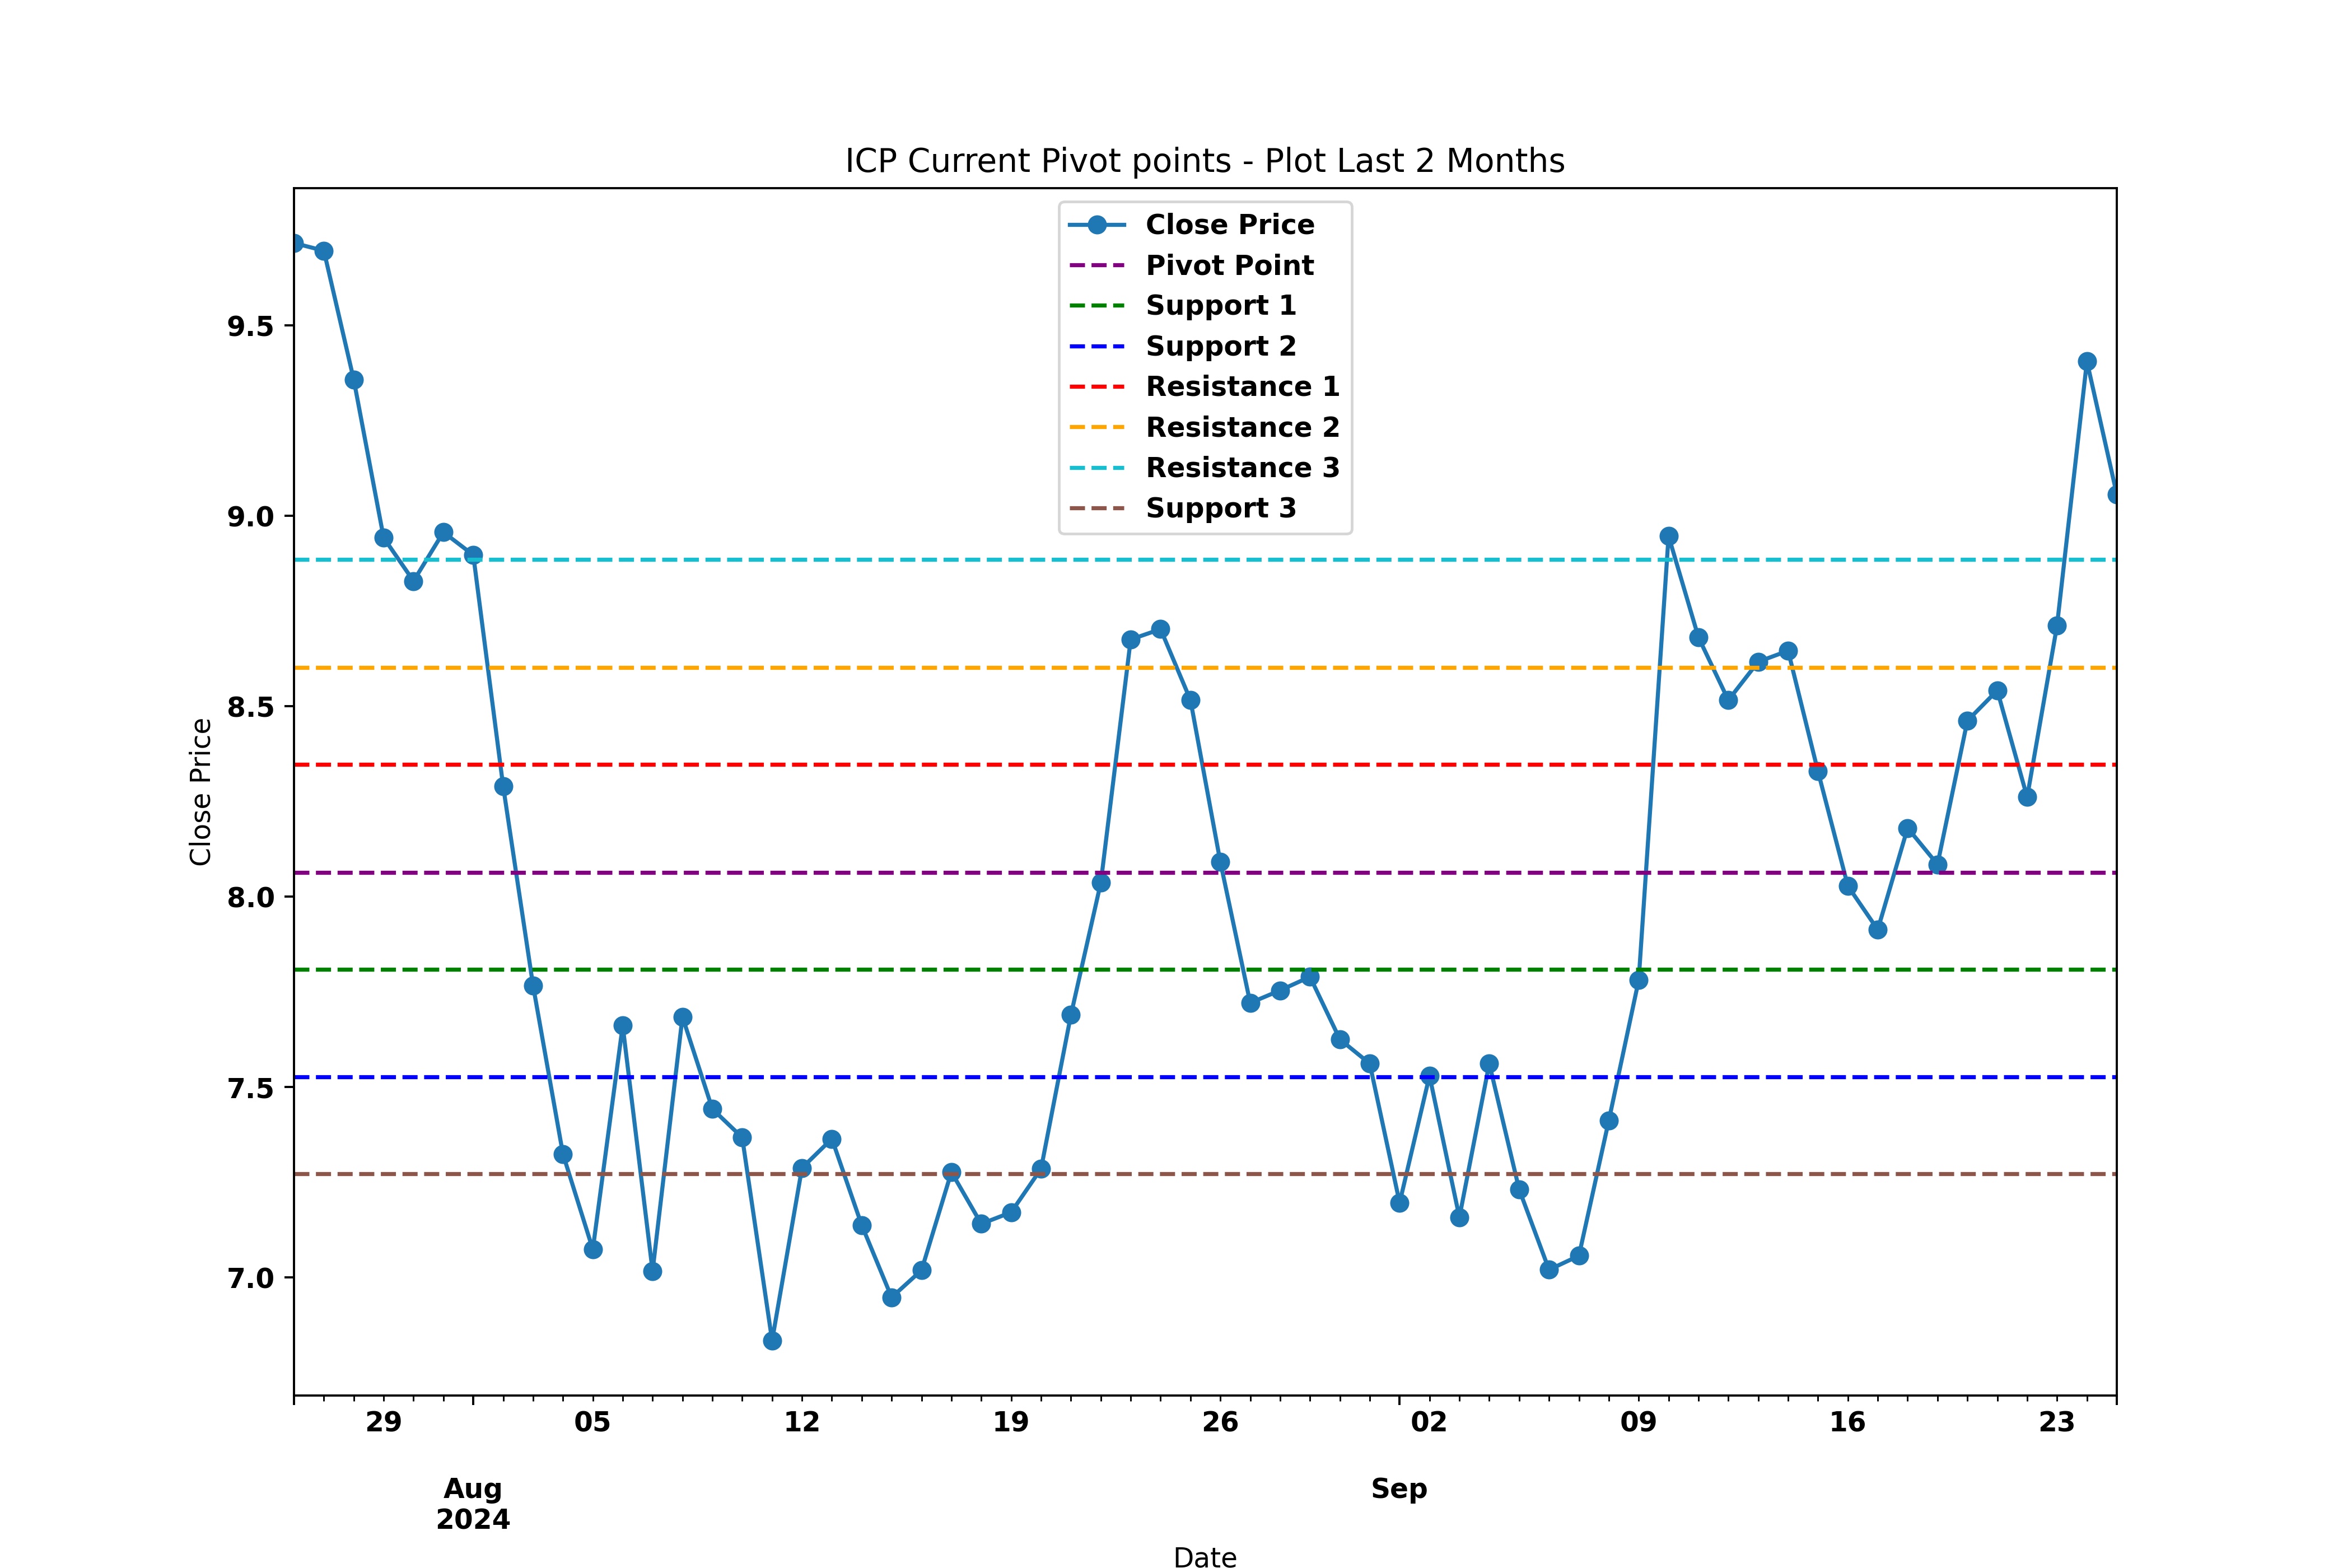 ICP Current Pivot points - Plot Last 2 Months
Close Price
Pivot Point
Support 1
Support 2
Resistance 1
Resistance 2
Resistance 3
Support 3
9.5
9.0
8.5
8.0
7.5
7.0
Close Price
29
05
12
19
26
02
09
16
23
Aug
2024
Sep
Date